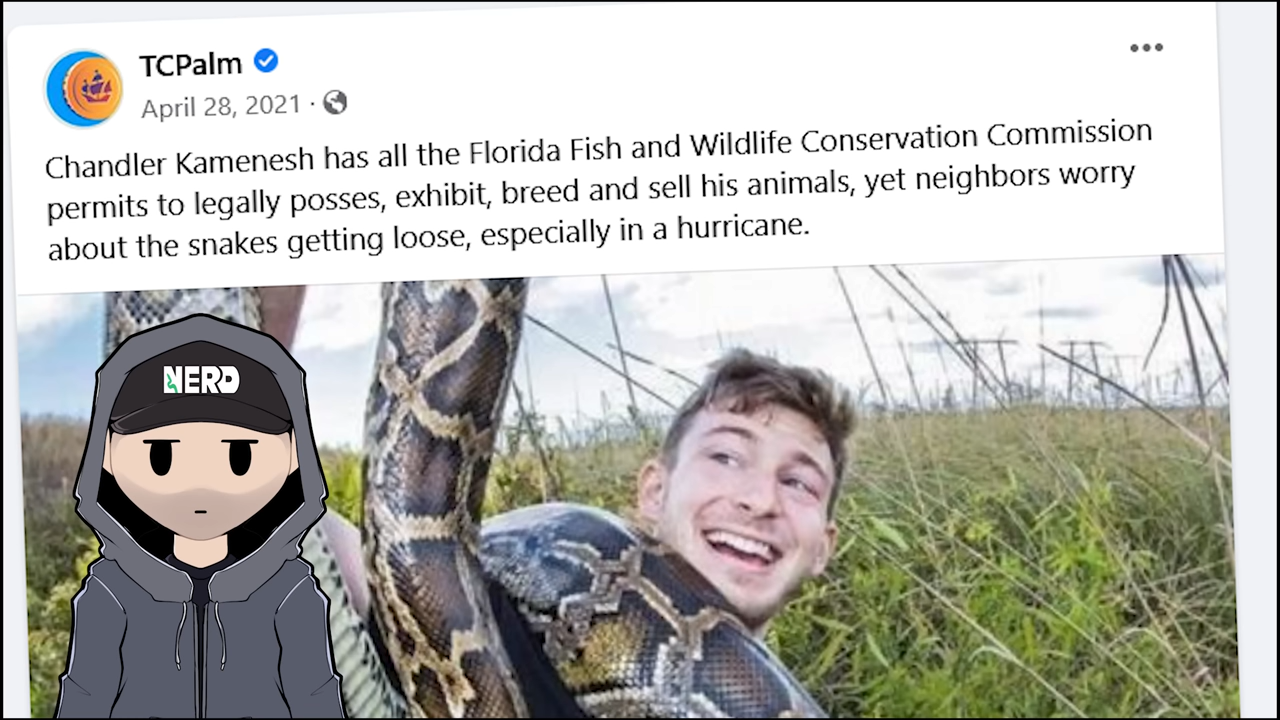 TCPalm
April 28, 2021 ·
Chandler Kamenesh has all the Florida Fish and Wildlife Conservation Commission
permits to legally posses, exhibit, breed and sell his animals, yet neighbors worry
about the snakes getting loose, especially in a hurricane.
NERD